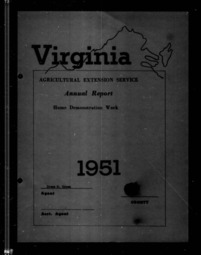 Virginia
AGRICULTURAL EXTENSION SERVICE
Annual Report
Home Demonstration Work
1951
Agent
COUNTY
Asst. Agent